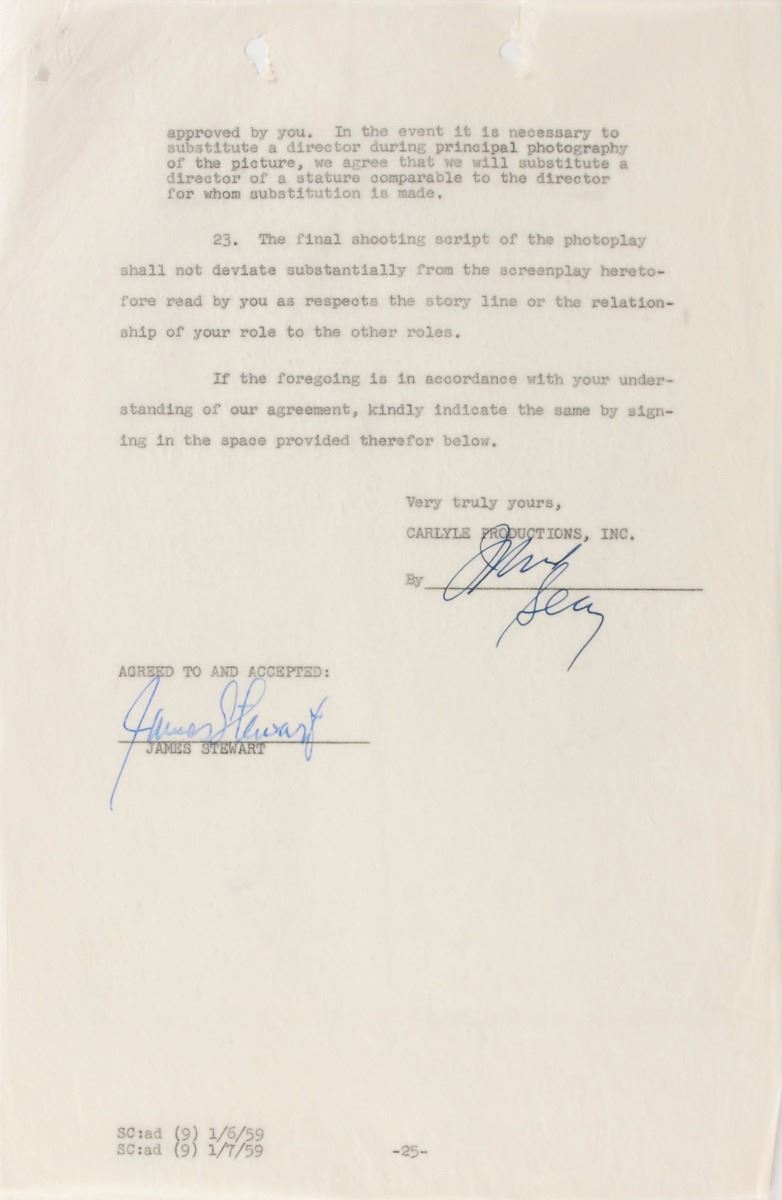 approved by you. In the event it is necessary to
substitute a director during principal photography
of the picture, we agree that we will substitute a
director of a stature comparable to the director
for whom substitution is made.
23. The final shooting script of the photoplay
shall not deviate substantially from the screenplay hereto-
fore read by you as respects the story line or the relation-
ship of your role to the other roles.
If the foregoing is in accordance with your under-
standing of our agreement, kindly indicate the same by sign-
ing in the space provided therefor below.
Very truly yours,
CARLYLE PRODUCTIONS, INC.
By
AGREED TO AND ACCEPTED:
James Stewart
JAMES STEWART
SC:ad (9) 1/6/59
SC:ad (9) 1/7/59
-25-